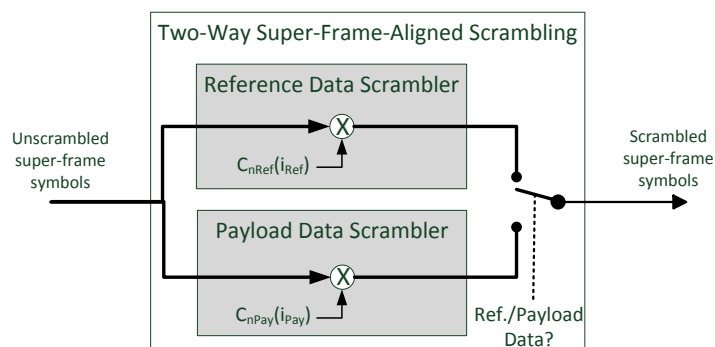 Two-Way Super-Frame-Aligned Scrambling
Reference Data Scrambler
X
CnRef(iRef)
Unscrambled
super-frame
symbols
Scrambled
super-frame
symbols
Payload Data Scrambler
X
CnPay(iPay)
Ref./Payload
Data?